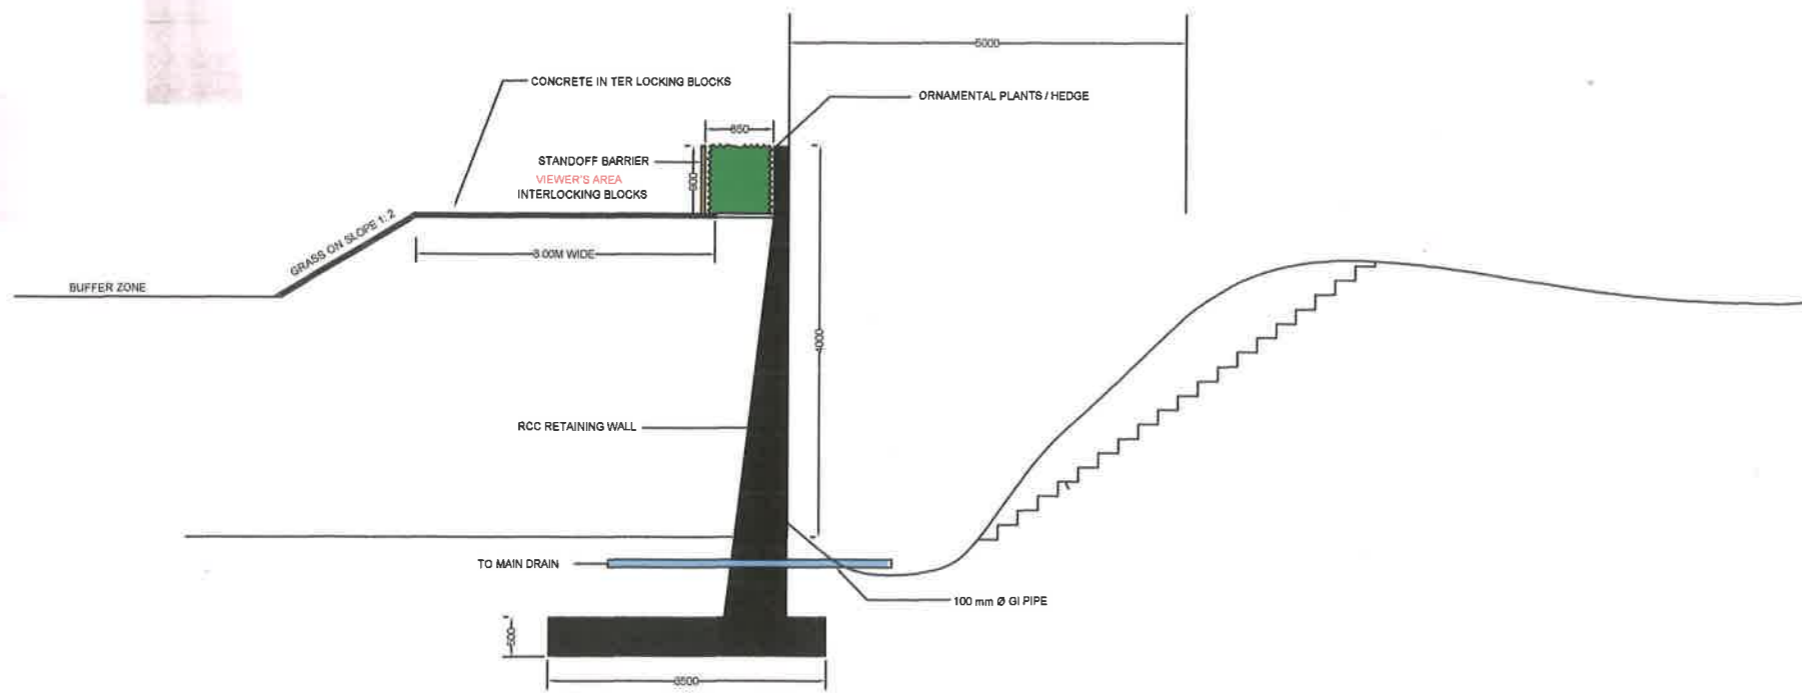 5000
CONCRETE IN TER LOCKING BLOCKS
ORNAMENTAL PLANTS / HEDGE
650
STANDOFF BARRIER
VIEWER'S AREA
INTERLOCKING BLOCKS
900
GRASS ON SLOPE 1: 2
3.00M WIDE
BUFFER ZONE
4000
RCC RETAINING WALL
TO MAIN DRAIN
100 mm Ø GI PIPE
500
3500